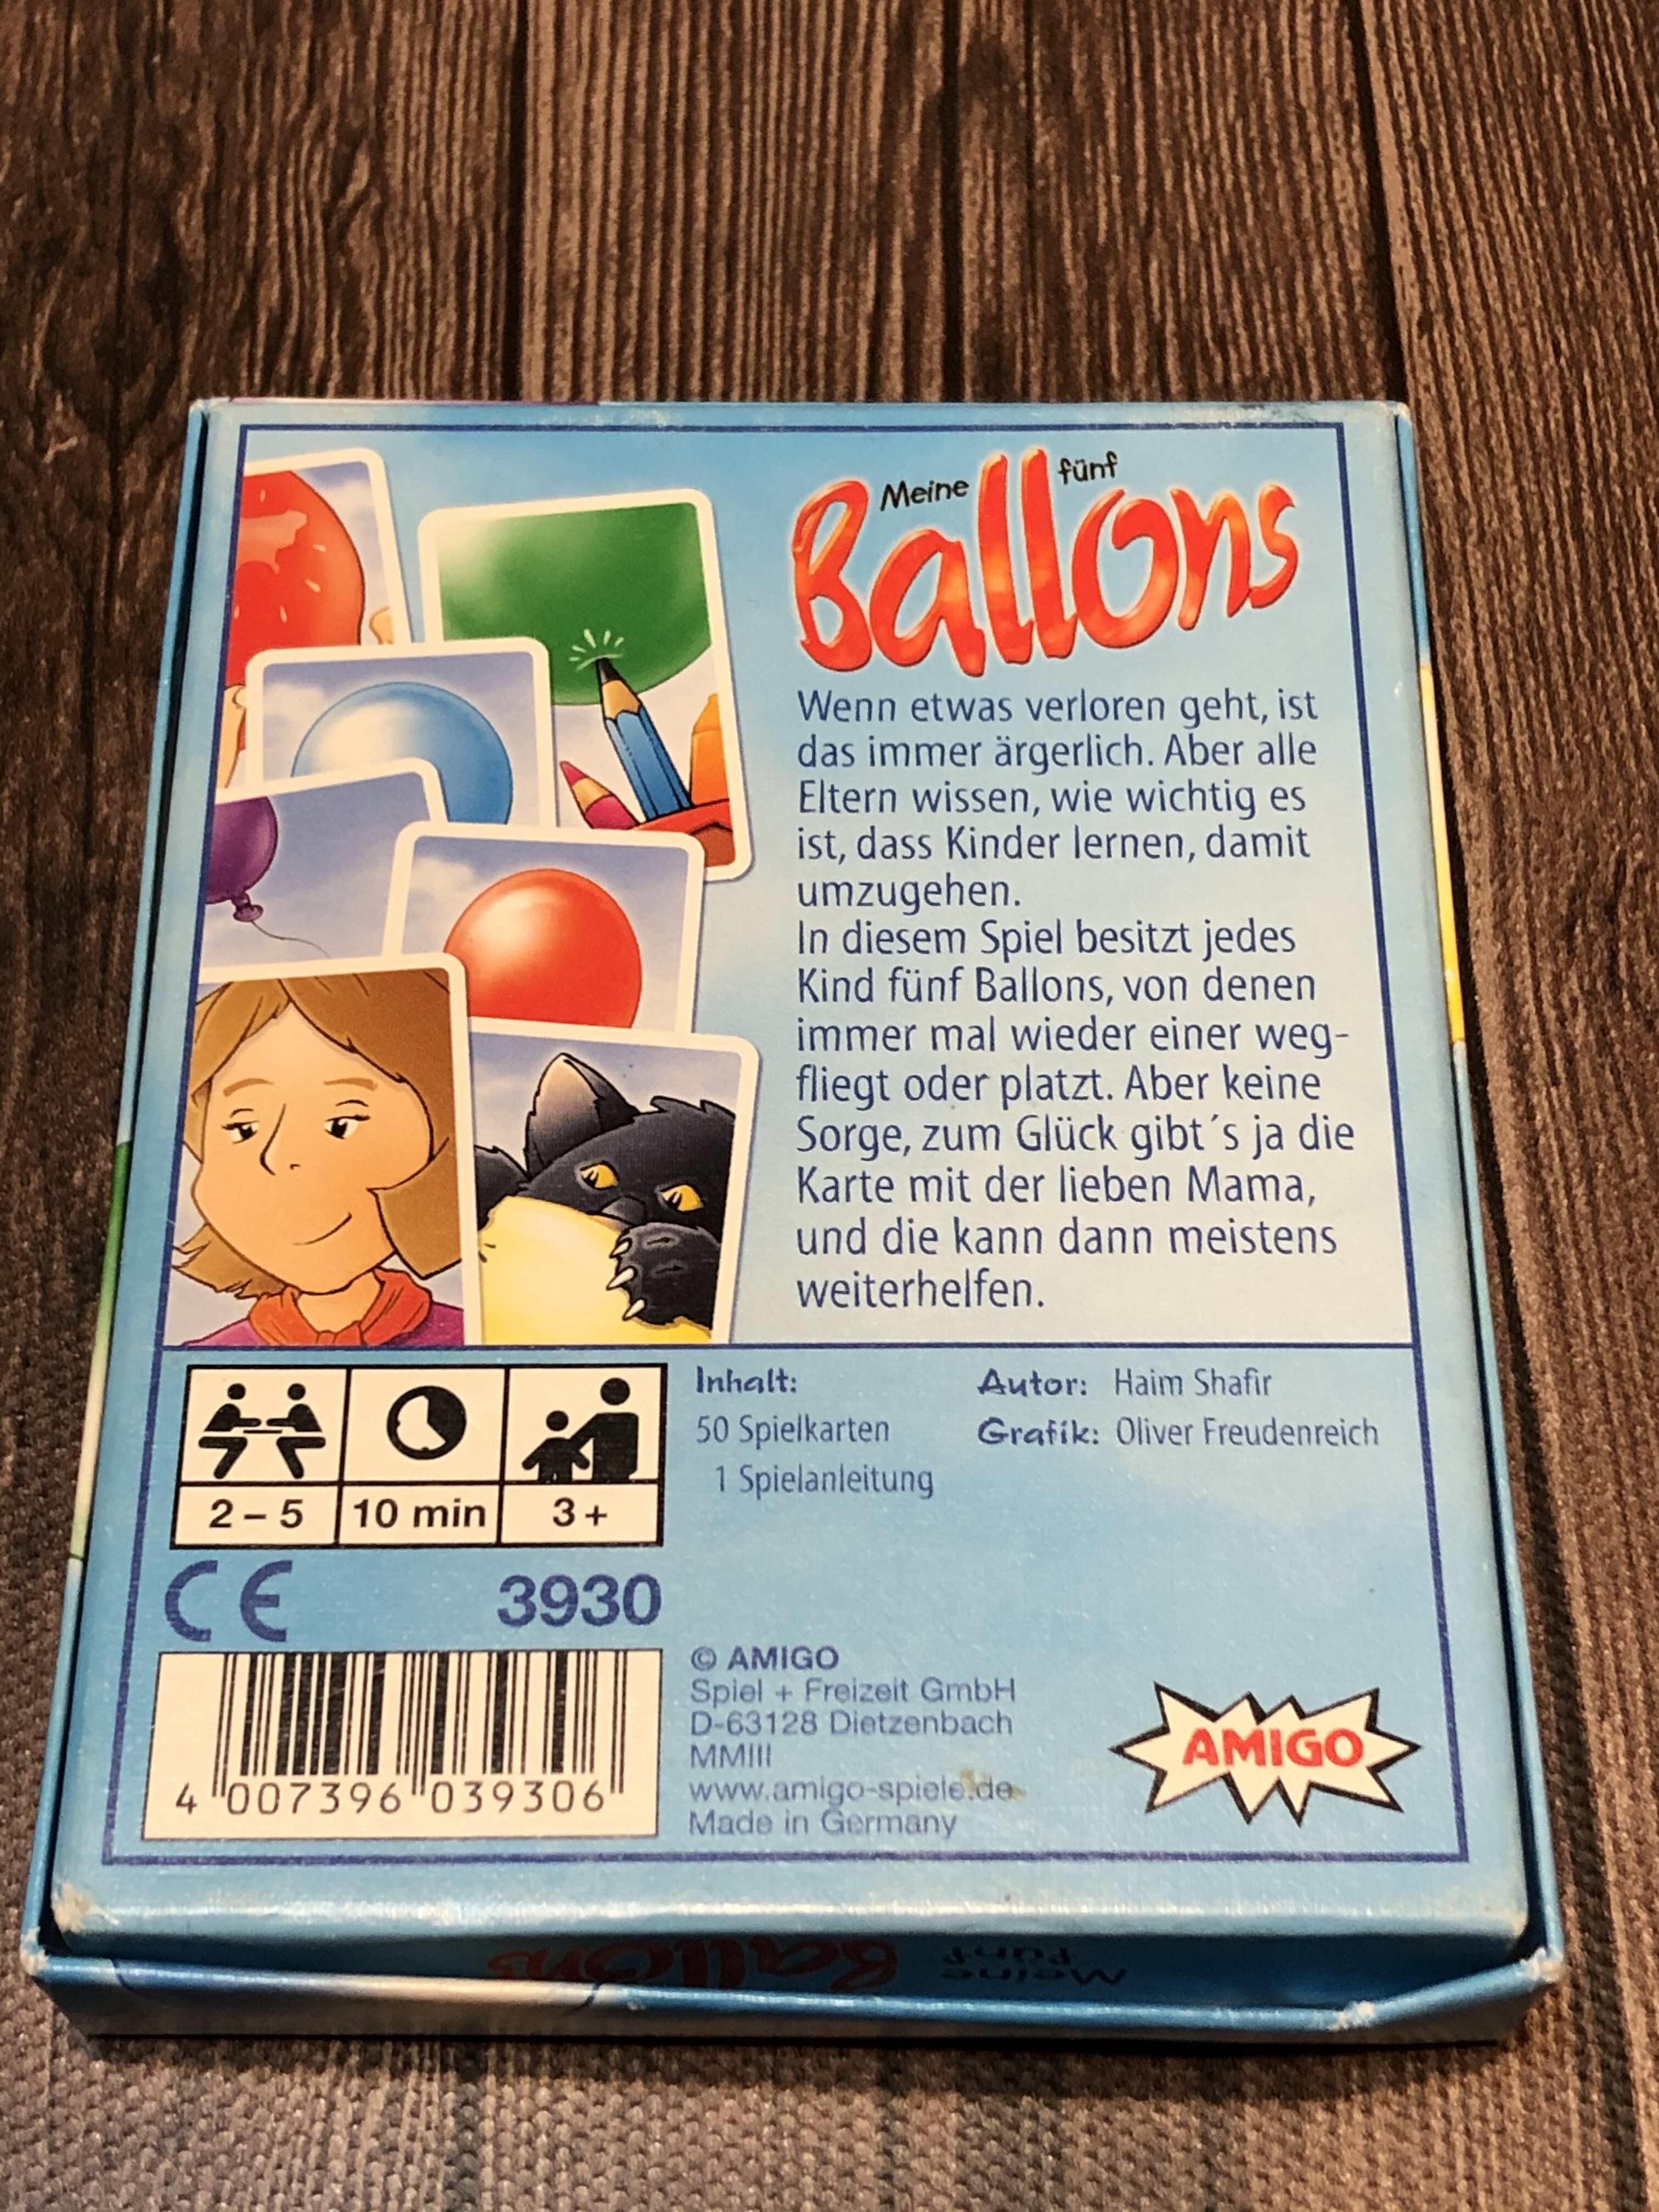 Meine fünf
Ballons
Wenn etwas verloren geht, ist
das immer ärgerlich. Aber alle
Eltern wissen, wie wichtig es
ist, dass Kinder lernen, damit
umzugehen.
In diesem Spiel besitzt jedes
Kind fünf Ballons, von denen
immer mal wieder einer weg-
fliegt oder platzt. Aber keine
Sorge, zum Glück gibt´s ja die
Karte mit der lieben Mama,
und die kann dann meistens
weiterhelfen.
Inhalt:
50 Spielkarten
1 Spielanleitung
Autor: Haim Shafir
Grafik: Oliver Freudenreich
2 – 5 10 min 3+
CE 3930
4 007396 039306
© AMIGO
Spiel + Freizeit GmbH
D-63128 Dietzenbach
MMIII
www.amigo-spiele.de
Made in Germany
AMIGO
Meine
fünf
Ballons